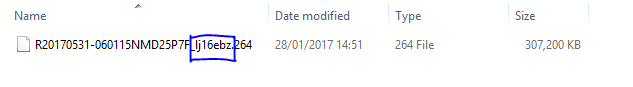 Name Date modified Type Size
R20170531-060115NMD25P7F_lj16ebz.264 28/01/2017 14:51 264 File 307,200 KB